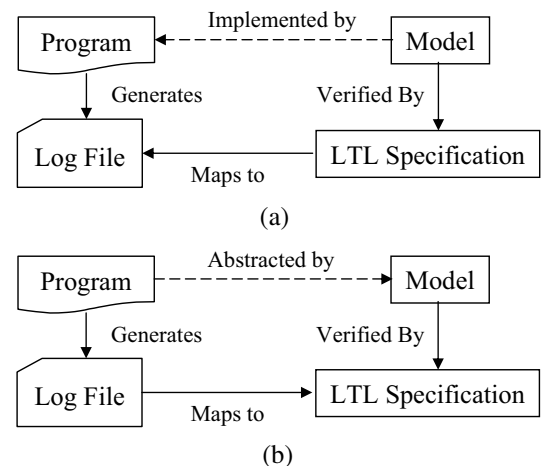 Implemented by
Program
Model
Generates
Verified By
Log File
LTL Specification
Maps to
(a)
Abstracted by
Program
Model
Generates
Verified By
Log File
LTL Specification
Maps to
(b)